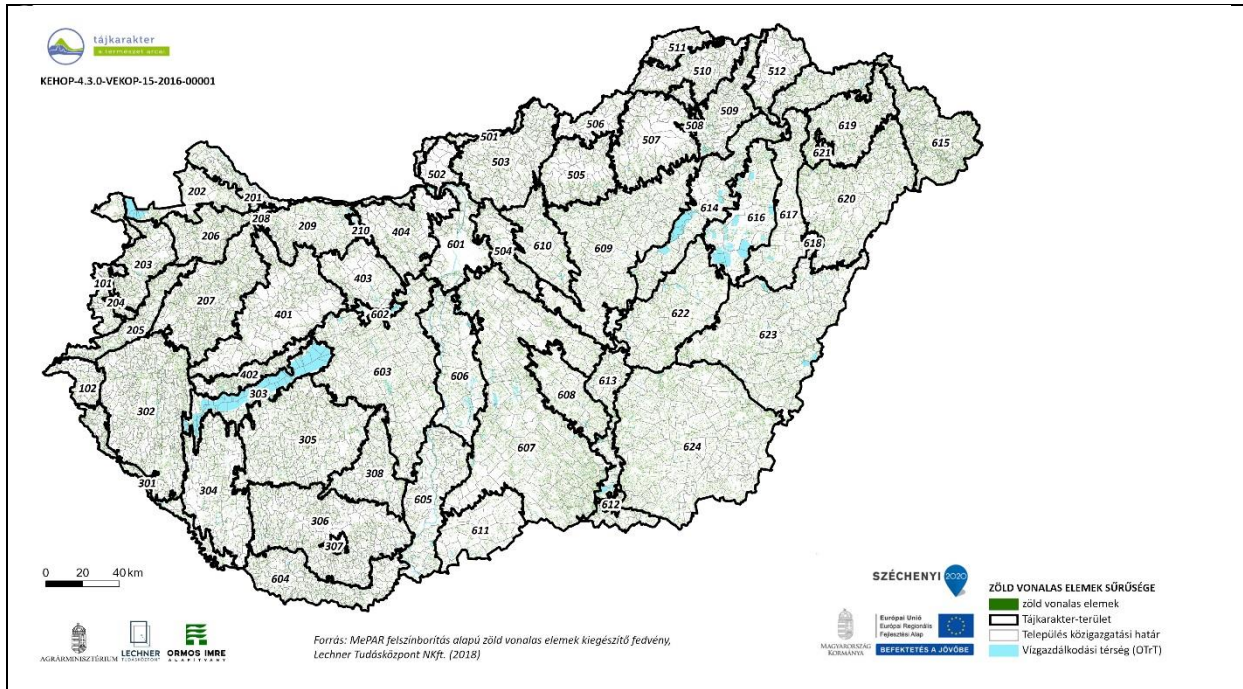 tájkarakter
a természet arcai
KEHOP-4.3.0-VEKOP-15-2016-00001
511
510
512
506
509
508
501
507
619
503
615
502
505
621
202
201
620
614
616
617
208
209
210
404
206
601
504
610
609
618
203
403
101
204
207
401
602
622
623
205
402
613
102
303
603
606
608
302
305
607
624
308
301
304
605
612
306
611
307
604
0 20 40 km
SZÉCHENYI 2020
ZÖLD VONALAS ELEMEK SŰRŰSÉGE
zöld vonalas elemek
Tájkarakter-terület
Település közigazgatási határ
Vízgazdálkodási térség (OTrT)
Európai Unió
Európai Regionális
Fejlesztési Alap
MAGYARORSZÁG
KORMÁNYA
BEFEKTETÉS A JÖVŐBE
AGRÁRMINISZTÉRIUM
LECHNER
TUDÁSKÖZPONT
ORMOS IMRE
ALAPÍTVÁNY
Forrás: MePAR felszínborítás alapú zöld vonalas elemek kiegészítő fedvény,
Lechner Tudásközpont NKft. (2018)